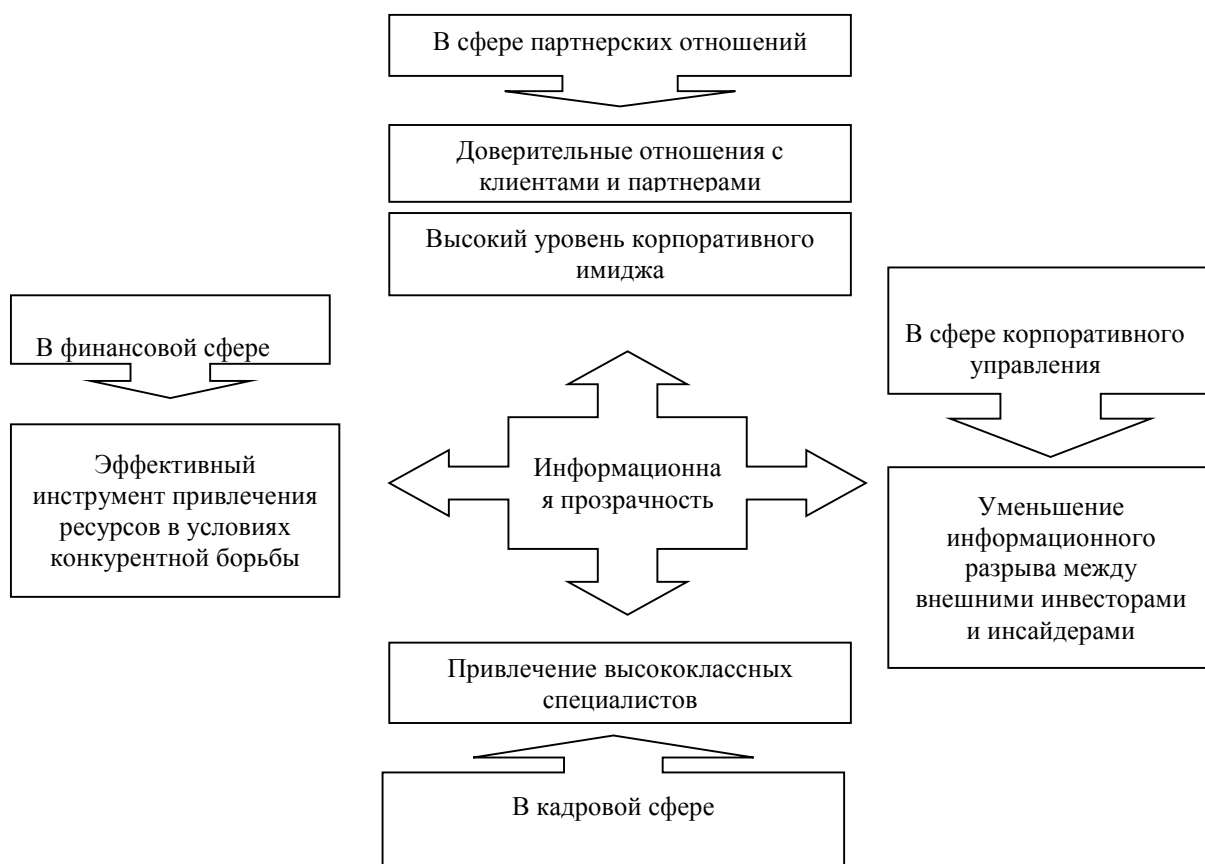 В сфере партнерских отношений
Доверительные отношения с
клиентами и партнерами
Высокий уровень корпоративного
имиджа
В финансовой сфере
Эффективный
инструмент привлечения
ресурсов в условиях
конкурентной борьбы
Информационна
я прозрачность
В сфере корпоративного
управления
Уменьшение
информационного
разрыва между
внешними инвесторами
и инсайдерами
Привлечение высококлассных
специалистов
В кадровой сфере